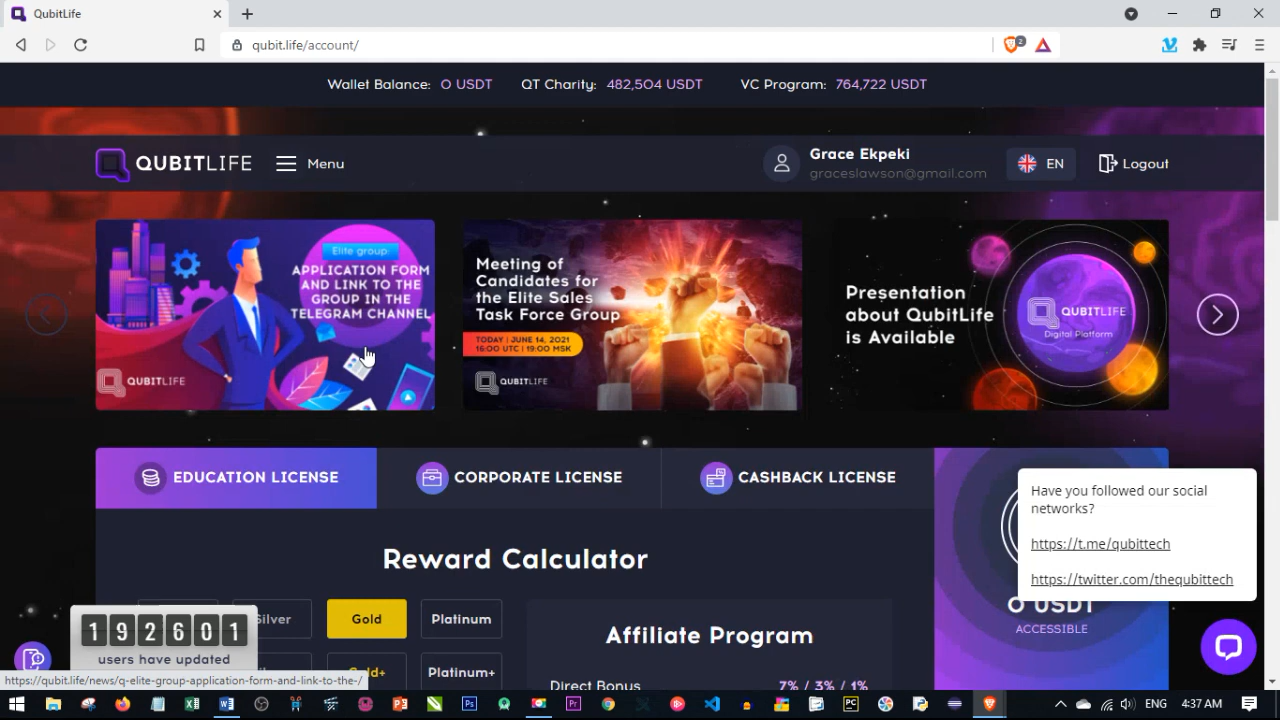 QubitLife
qubit.life/account/
2
Wallet Balance: 0 USDT QT Charity: 482,504 USDT VC Program: 764,722 USDT
QUBITLIFE
Menu
Grace Ekpeki
graceslawson@gmail.com
EN
Logout
Elite group:
APPLICATION FORM
AND LINK TO THE
GROUP IN THE
TELEGRAM CHANNEL
QUBITLIFE
Meeting of
Candidates for
the Elite Sales
Task Force Group
TODAY | JUNE 14, 2021
16:00 UTC | 19:00 MSK
QUBITLIFE
Presentation
about QubitLife
is Available
QUBITLIFE
Digital Platform
EDUCATION LICENSE
CORPORATE LICENSE
CASHBACK LICENSE
Have you followed our social
networks?
https://t.me/qubittech
https://twitter.com/thequbittech
0 USDT
ACCESSIBLE
Reward Calculator
Silver
Gold
Platinum
Gold+
Platinum+
Affiliate Program
Direct Bonus 7% / 3% / 1%
192601
users have updated
https://qubit.life/news/q-elite-group-application-form-and-link-to-the-/
ENG
4:37 AM